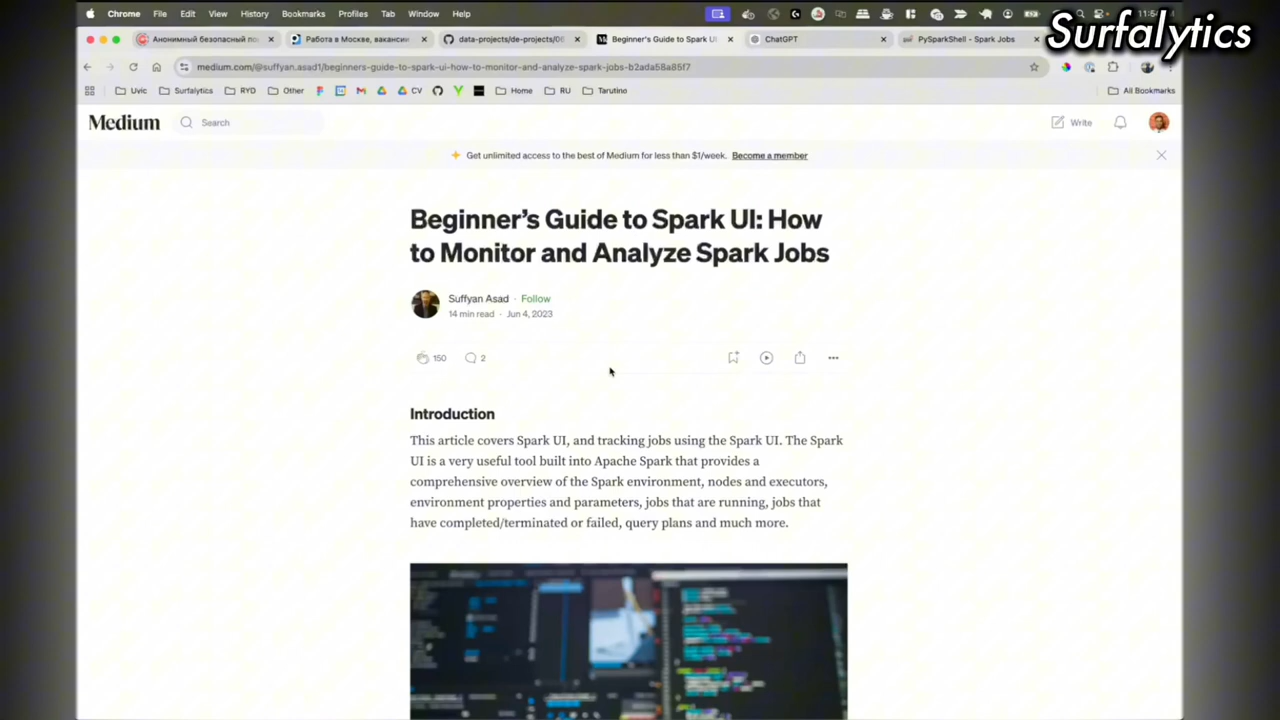 Chrome File Edit View History Bookmarks Profiles Tab Window Help
Surfalytics
Анонимный безопасный по
Работа в Москве, вакансии
data-projects/de-projects/06
Beginner's Guide to Spark UI:
ChatGPT
PySparkShell - Spark Jobs
medium.com/@suffyan.asad1/beginners-guide-to-spark-ui-how-to-monitor-and-analyze-spark-jobs-b2ada58a85f7
Uvic Surfalytics RYD Other CV Home RU Tarutino All Bookmarks
Medium Search Write
Get unlimited access to the best of Medium for less than $1/week. Become a member
Beginner's Guide to Spark UI: How
to Monitor and Analyze Spark Jobs
Suffyan Asad · Follow
14 min read · Jun 4, 2023
150 2
Introduction
This article covers Spark UI, and tracking jobs using the Spark UI. The Spark
UI is a very useful tool built into Apache Spark that provides a
comprehensive overview of the Spark environment, nodes and executors,
environment properties and parameters, jobs that are running, jobs that
have completed/terminated or failed, query plans and much more.